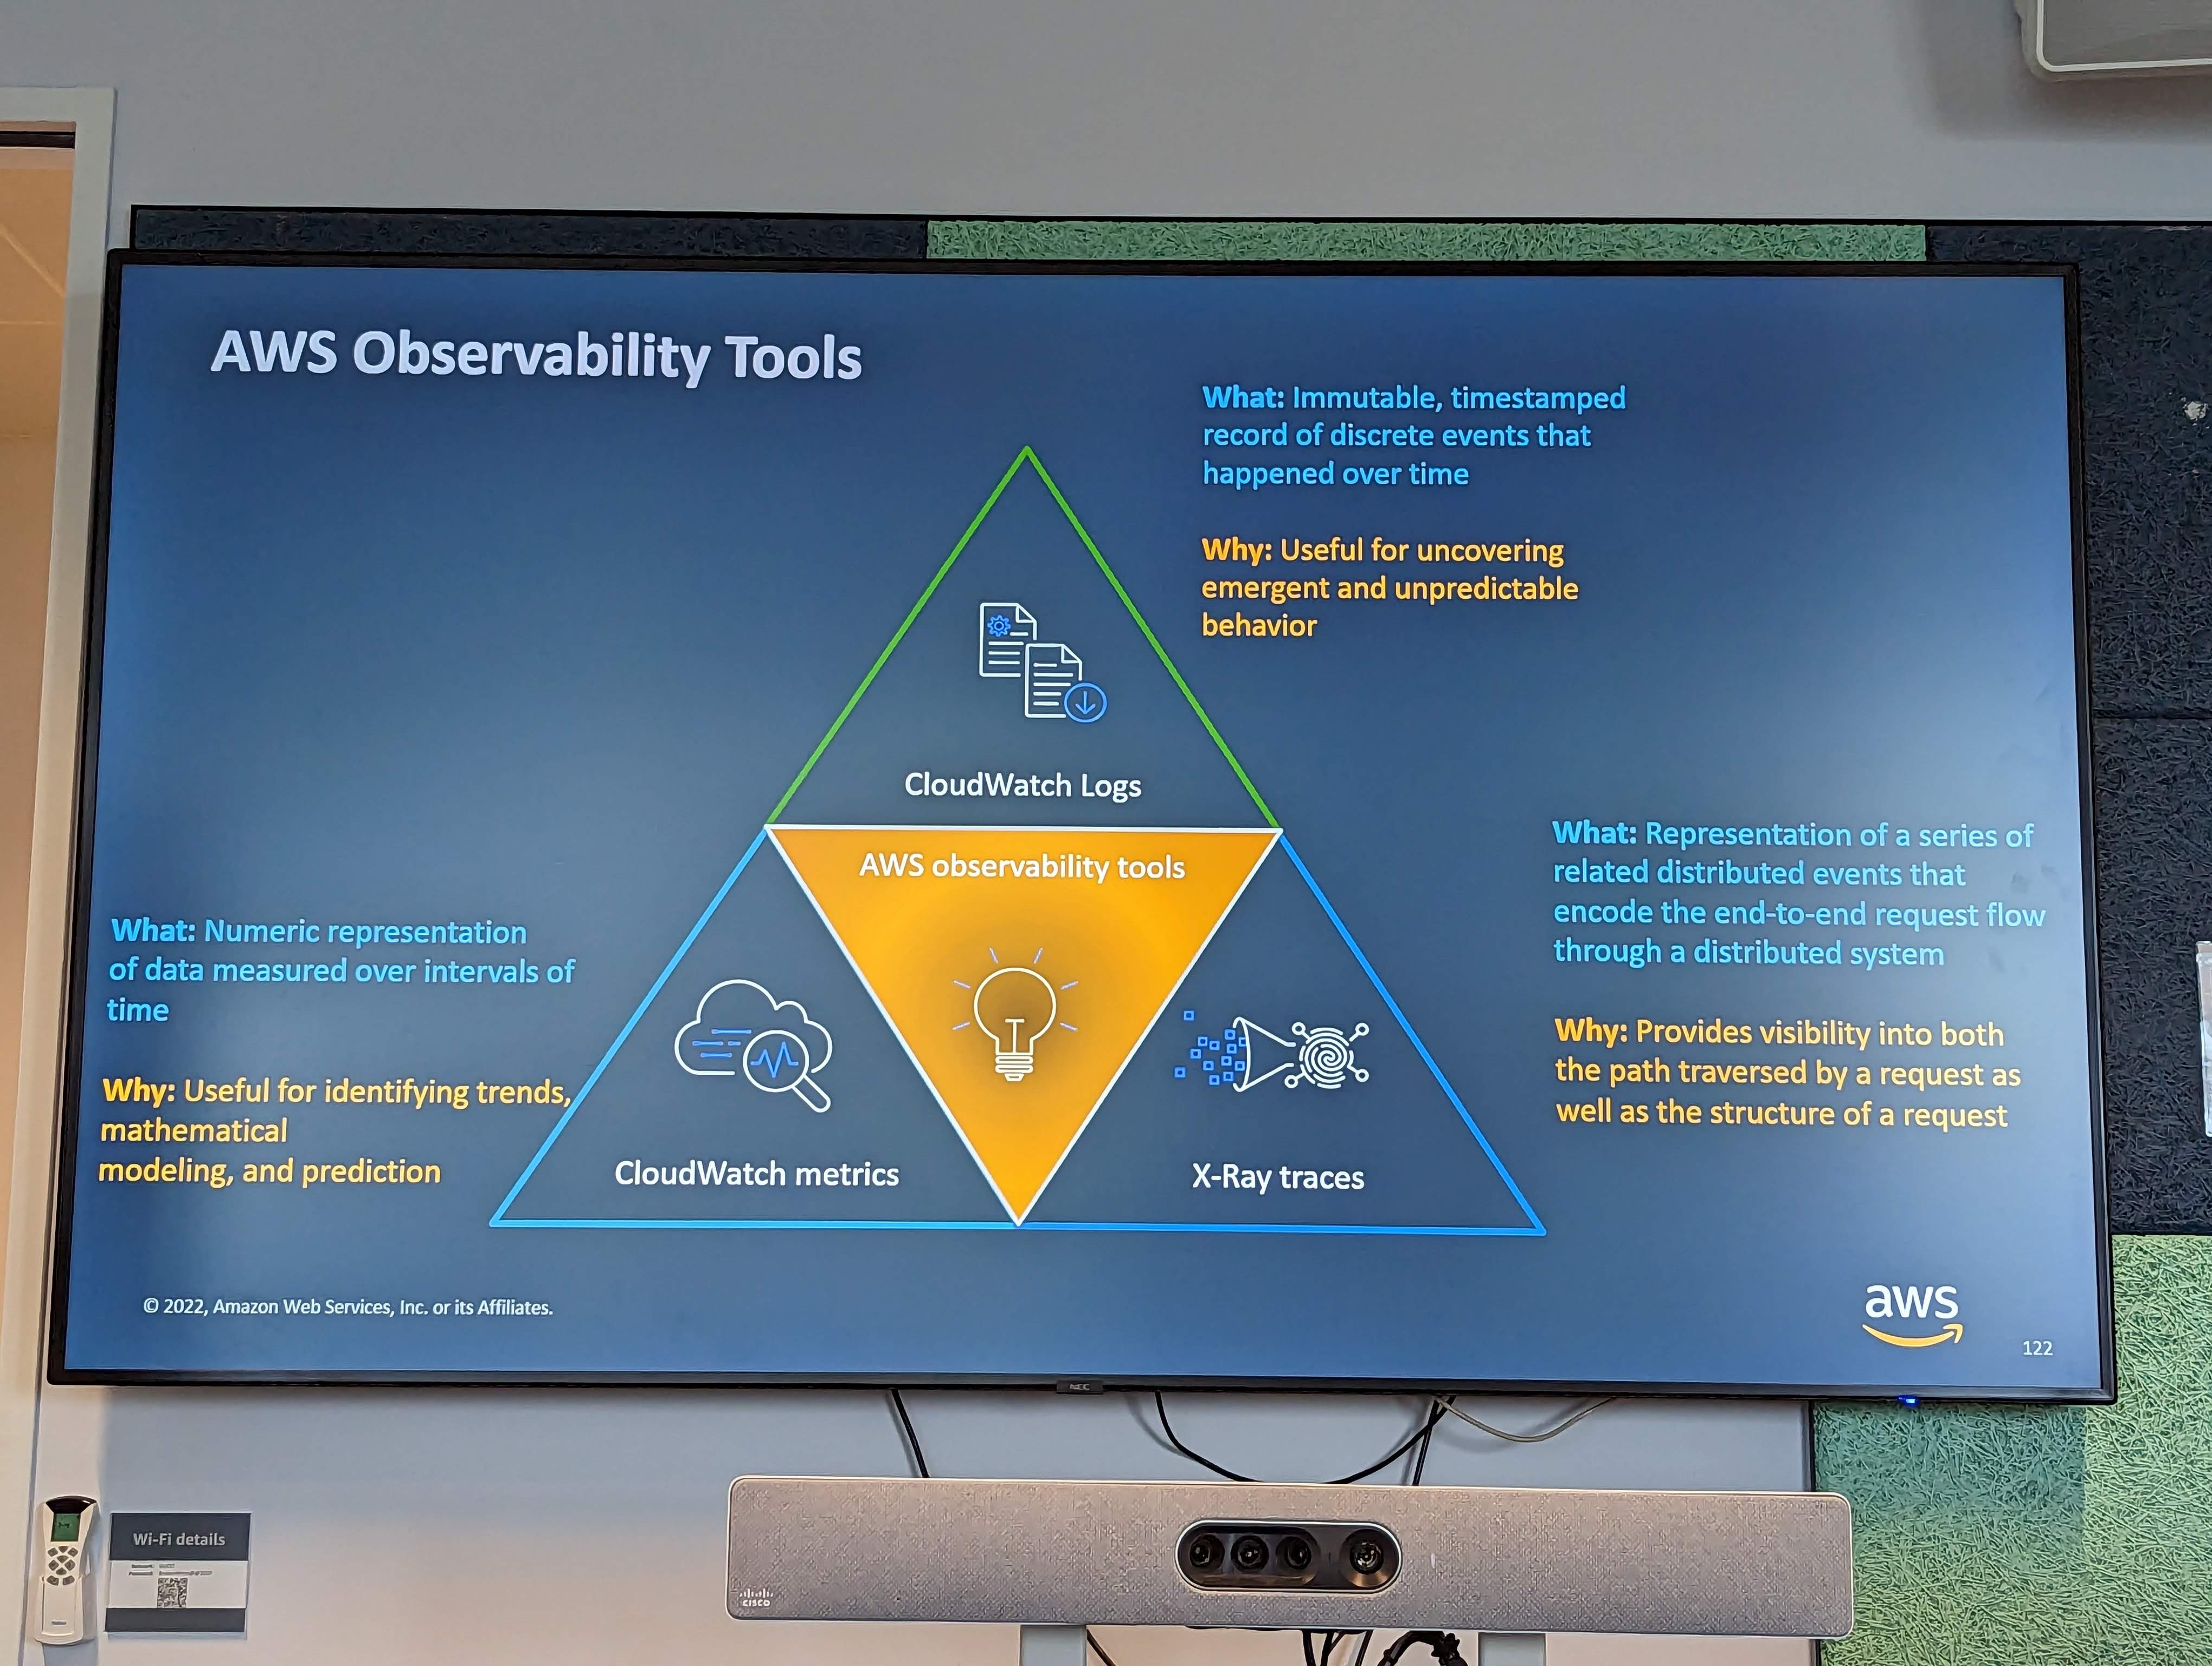 AWS Observability Tools
What: Immutable, timestamped
record of discrete events that
happened over time
Why: Useful for uncovering
emergent and unpredictable
behavior
CloudWatch Logs
AWS observability tools
What: Numeric representation
of data measured over intervals of
time
Why: Useful for identifying trends,
mathematical
modeling, and prediction
CloudWatch metrics
X-Ray traces
What: Representation of a series of
related distributed events that
encode the end-to-end request flow
through a distributed system
Why: Provides visibility into both
the path traversed by a request as
well as the structure of a request
© 2022, Amazon Web Services, Inc. or its Affiliates.
aws
122
NEC
Wi-Fi details
CISCO